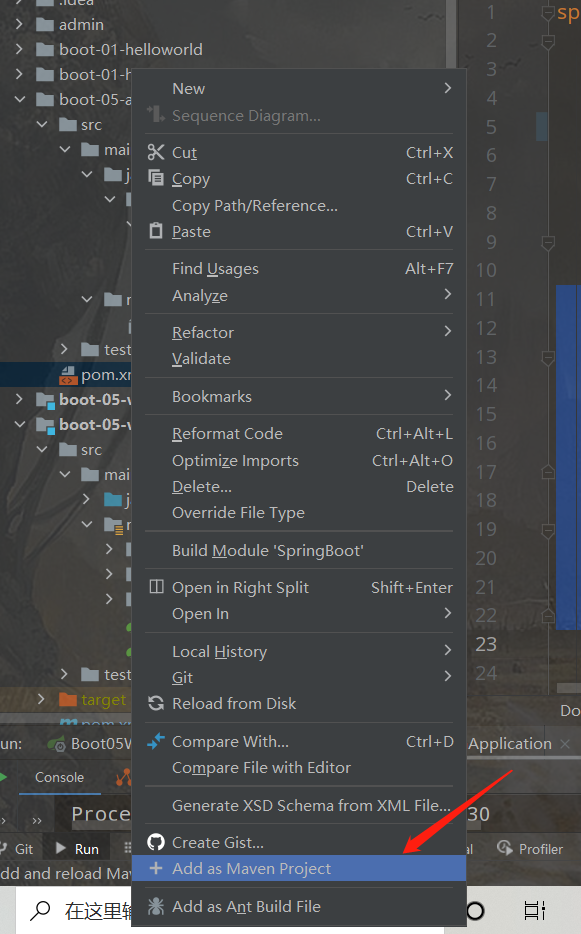 .idea
admin
boot-01-helloworld
boot-01-h
boot-05-a
src
mai
test
pom.xm
boot-05-w
boot-05-w
src
mai
test
target
New
Sequence Diagram...
Cut Ctrl+X
Copy Ctrl+C
Copy Path/Reference...
Paste Ctrl+V
Find Usages Alt+F7
Analyze
Refactor
Validate
Bookmarks
Reformat Code Ctrl+Alt+L
Optimize Imports Ctrl+Alt+O
Delete... Delete
Override File Type
Build Module 'SpringBoot'
Open in Right Split Shift+Enter
Open In
Local History
Git
Reload from Disk
Compare With... Ctrl+D
Compare File with Editor
Generate XSD Schema from XML File...
Create Gist...
Add as Maven Project
Add as Ant Build File
1 sp
2
3
4
5
6
7
8
9
10
11
12
13
14
15
16
17
18
19
20
21
22
23
24
Do
un: Boot05W Application
Console
Proce 30
Git Run al Profiler
dd and reload Ma
在这里输